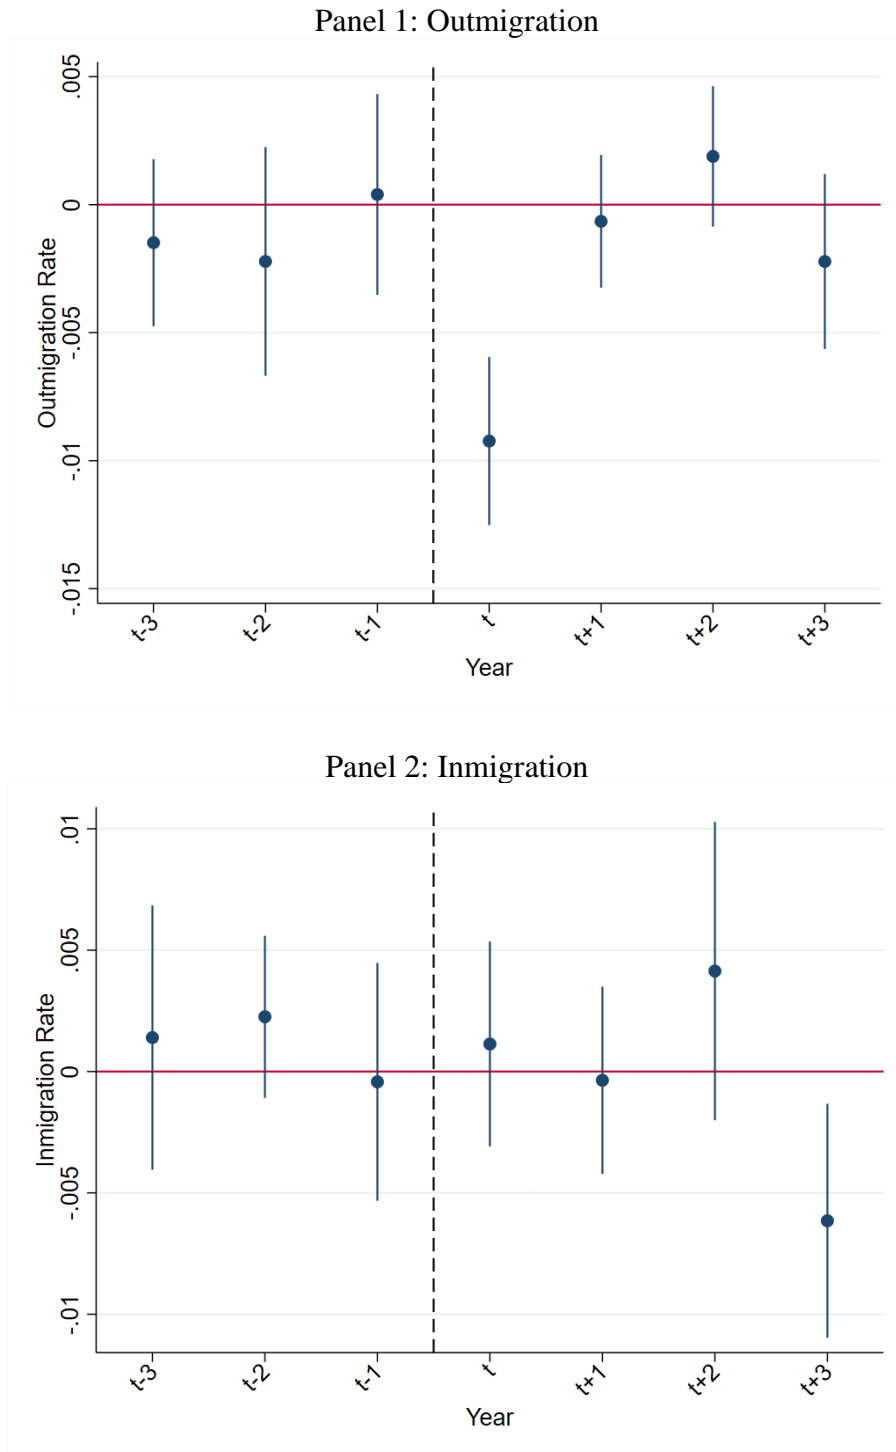 Panel 1: Outmigration
Outmigration Rate
.005
0
-.005
-.01
-.015
t-3
t-2
t-1
t
t+1
t+2
t+3
Year
Panel 2: Inmigration
Inmigration Rate
.01
.005
0
-.005
-.01
t-3
t-2
t-1
t
t+1
t+2
t+3
Year